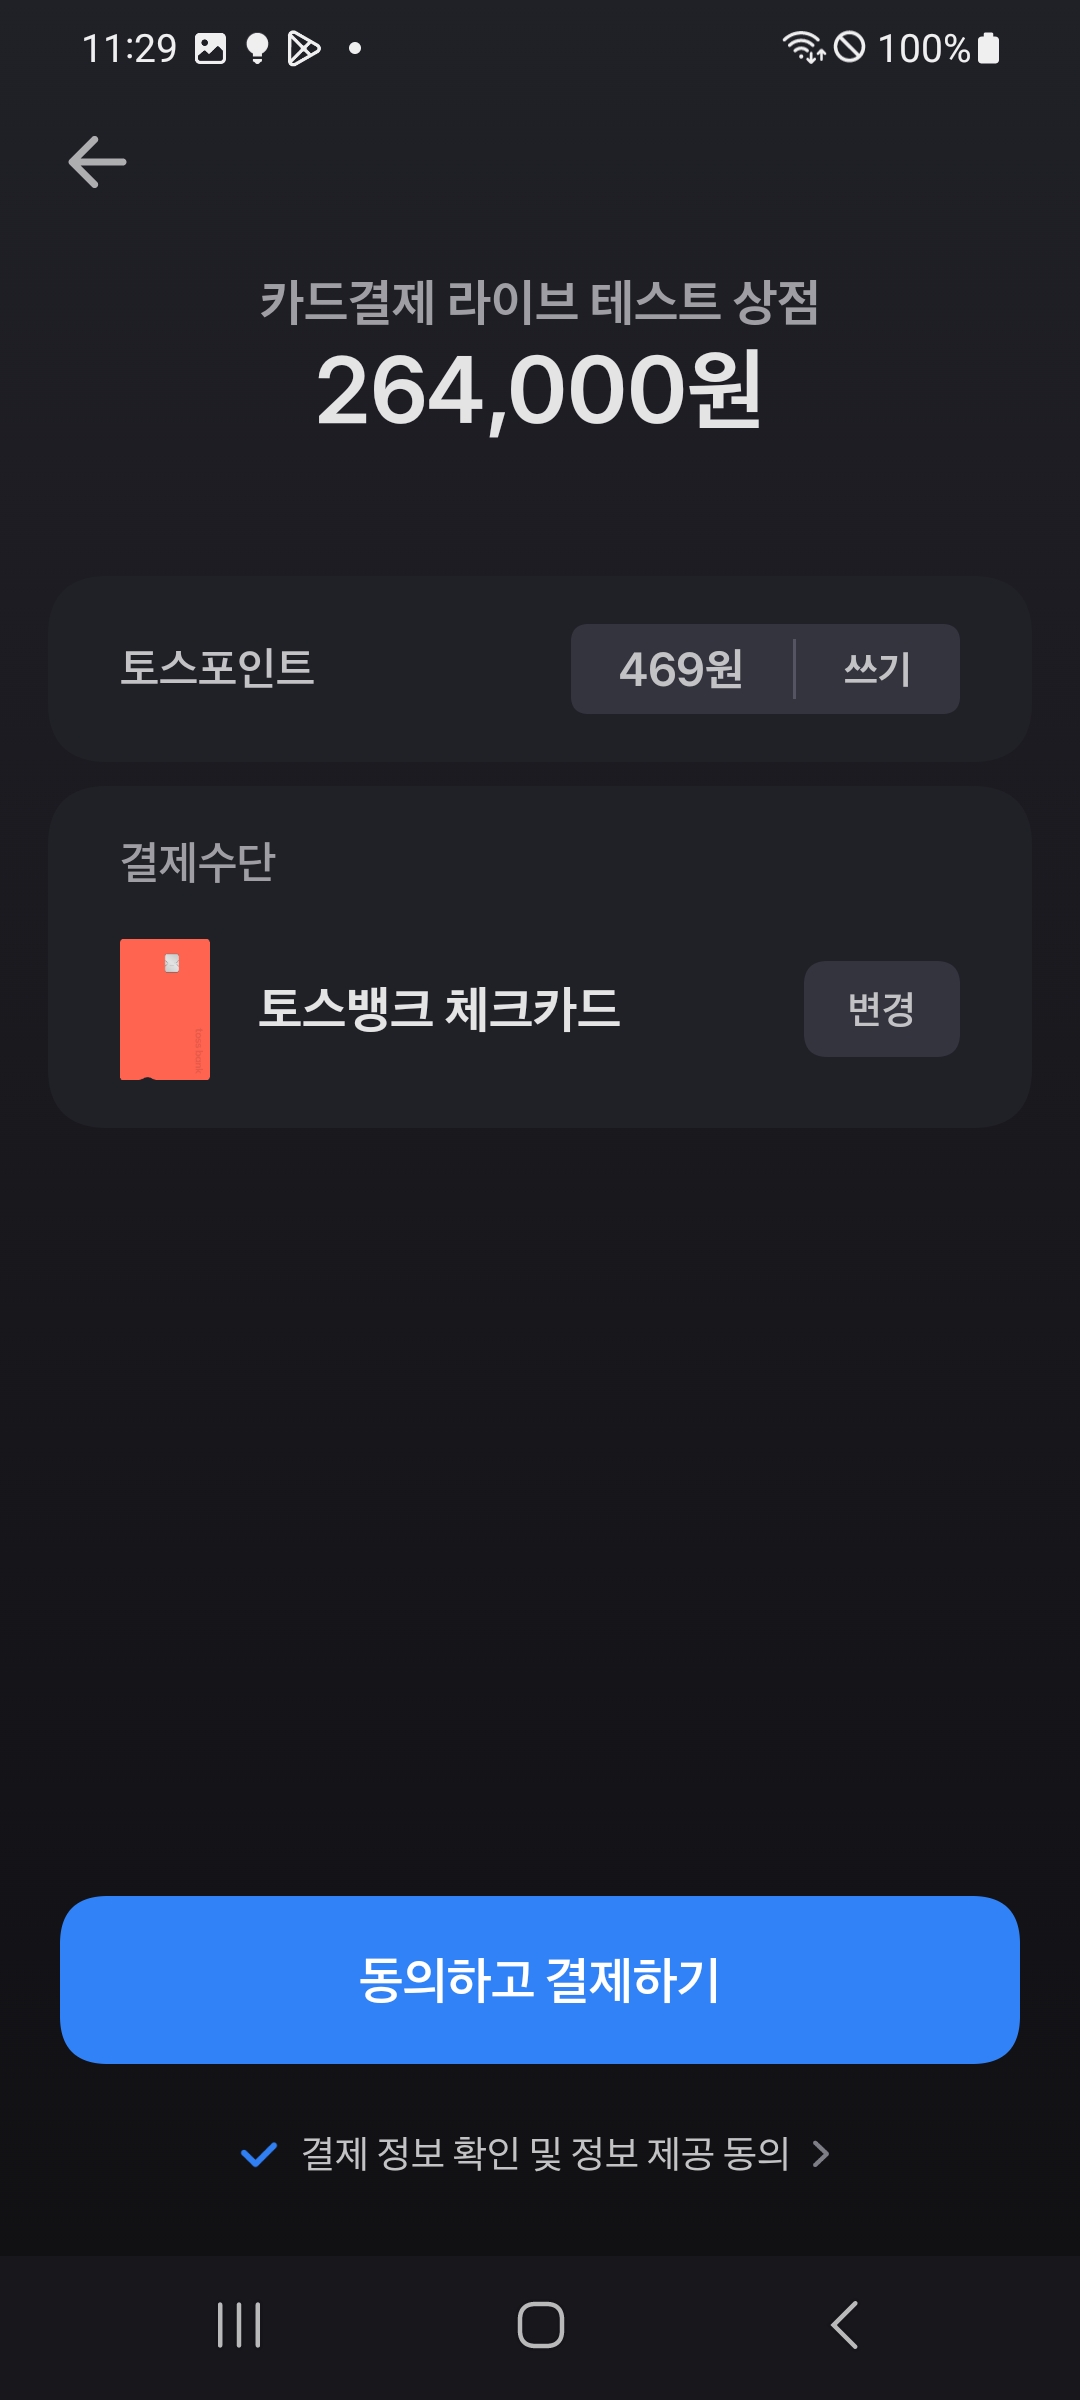 11:29
100%
카드결제 라이브 테스트 상점
264,000원
토스포인트
469원 쓰기
결제수단
토스뱅크 체크카드
변경
동의하고 결제하기
결제 정보 확인 및 정보 제공 동의